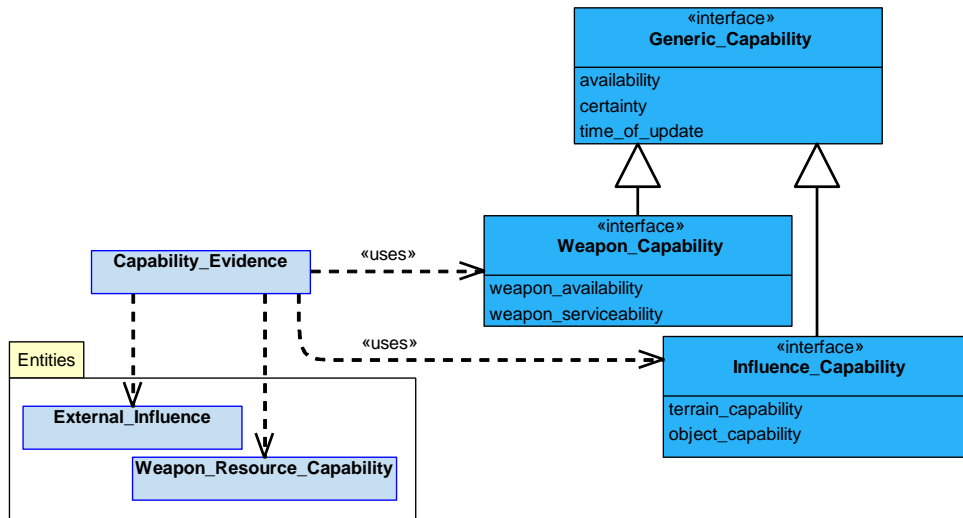 «interface»
Generic_Capability
availability
certainty
time_of_update
«interface»
Weapon_Capability
weapon_availability
weapon_serviceability
Capability_Evidence
«uses»
«uses»
«interface»
Influence_Capability
terrain_capability
object_capability
Entities
External_Influence
Weapon_Resource_Capability